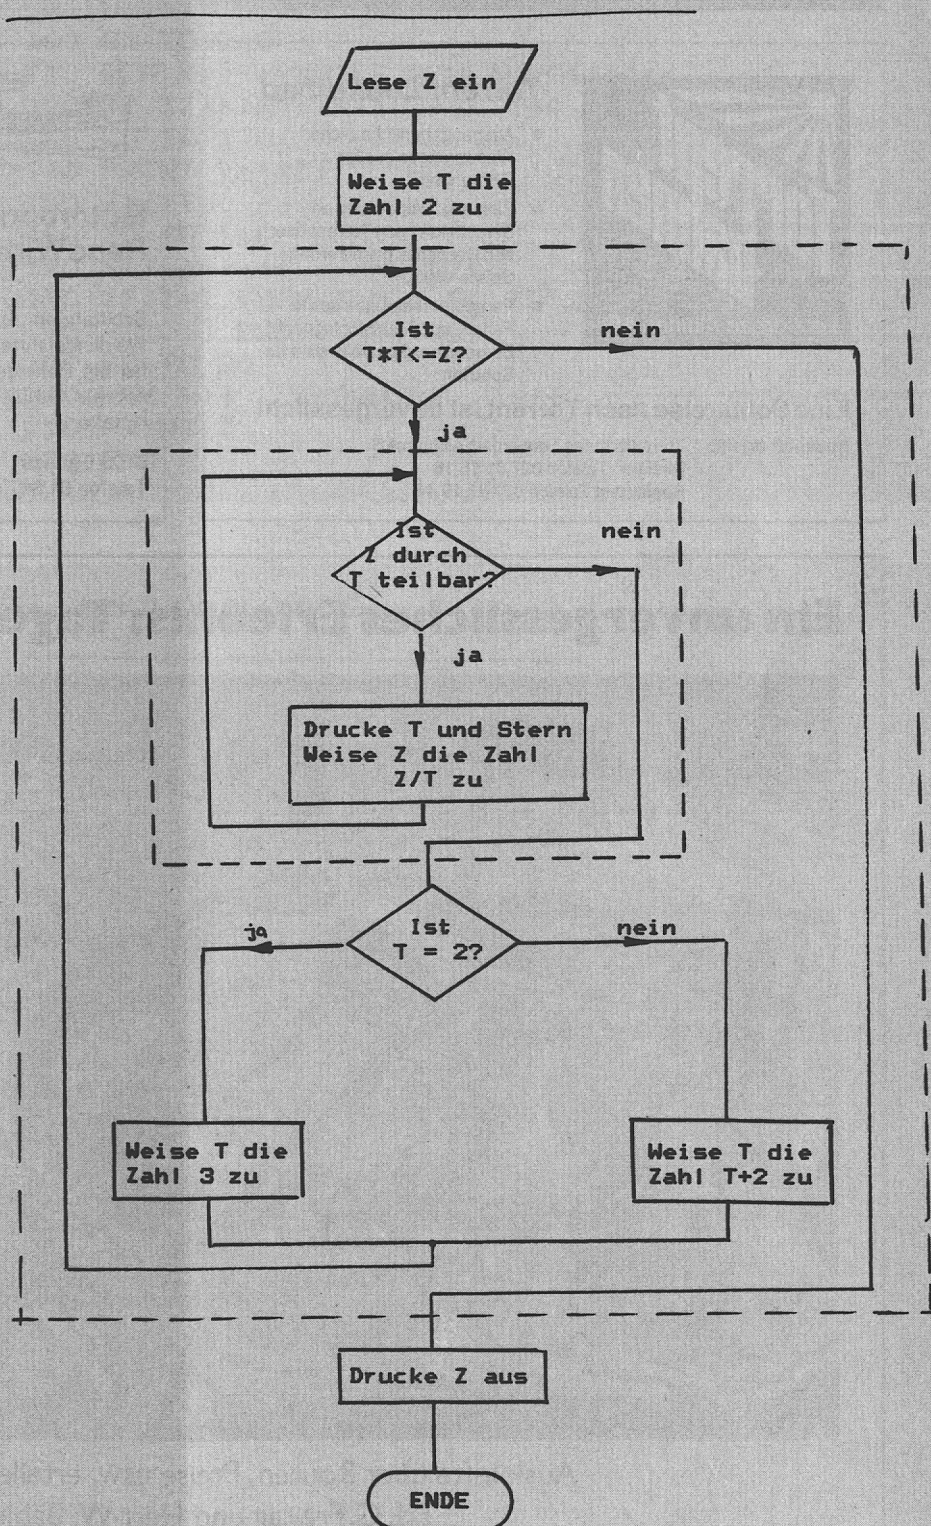 Lese Z ein
Weise T die
Zahl 2 zu
Ist
T*T<=Z?
nein
ja
Ist
Z durch
T teilbar?
nein
ja
Drucke T und Stern
Weise Z die Zahl
Z/T zu
Ist
T = 2?
ja
nein
Weise T die
Zahl 3 zu
Weise T die
Zahl T+2 zu
Drucke Z aus
ENDE